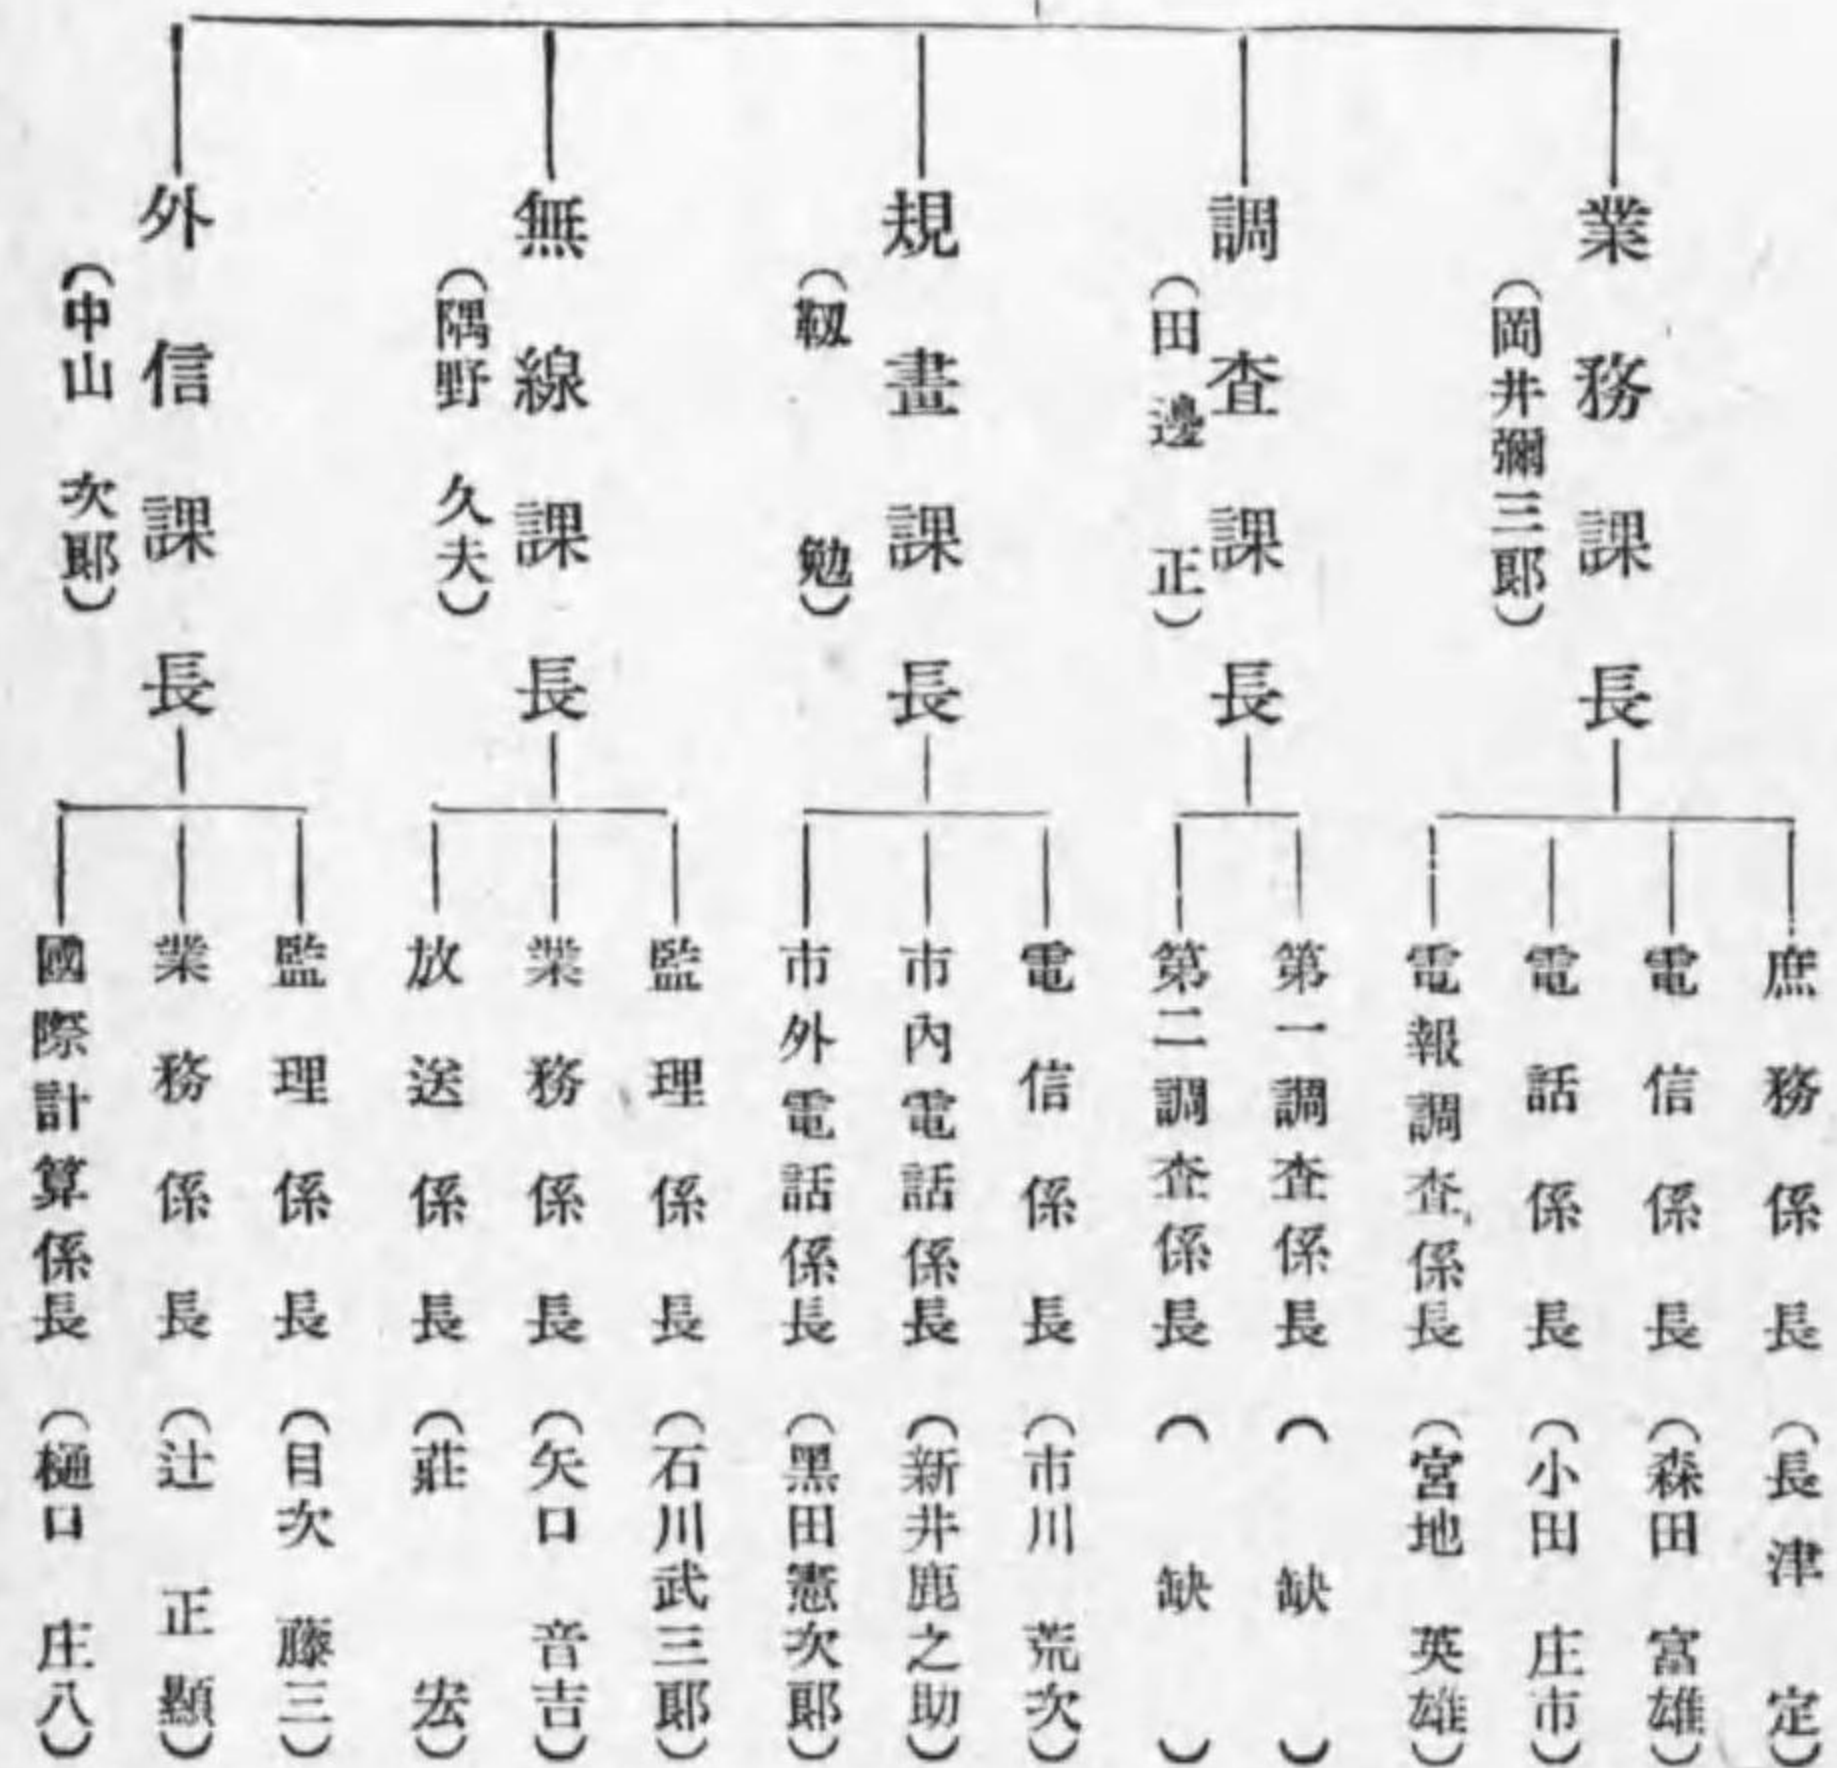 業務課長
(岡井彌三郎)
庶務係長(長津定)
電信係長(森田富雄)
電話係長(小田庄市)
電報調査係長(宮地英雄)
調査課長
(田邊正)
第一調査係長(缺)
第二調査係長(缺)
規畫課長
(靱勉)
電信係長(市川荒次)
市內電話係長(新井鹿之助)
市外電話係長(黑田憲次郎)
無線課長
(隅野久夫)
監理係長(石川武三郎)
業務係長(矢口音吉)
放送係長(莊宏)
外信課長
(中山次郎)
監理係長(目次藤三)
業務係長(辻正顯)
國際計算係長(樋口庄八)